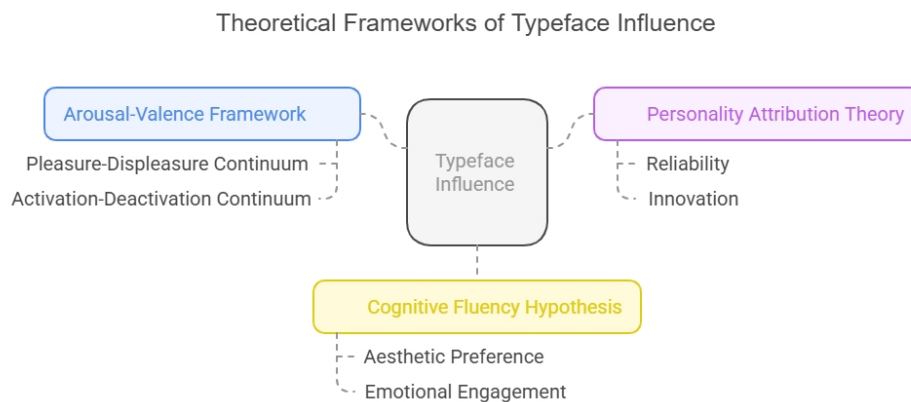 Theoretical Frameworks of Typeface Influence
Arousal-Valence Framework
Pleasure-Displeasure Continuum
Activation-Deactivation Continuum
Typeface
Influence
Personality Attribution Theory
Reliability
Innovation
Cognitive Fluency Hypothesis
Aesthetic Preference
Emotional Engagement